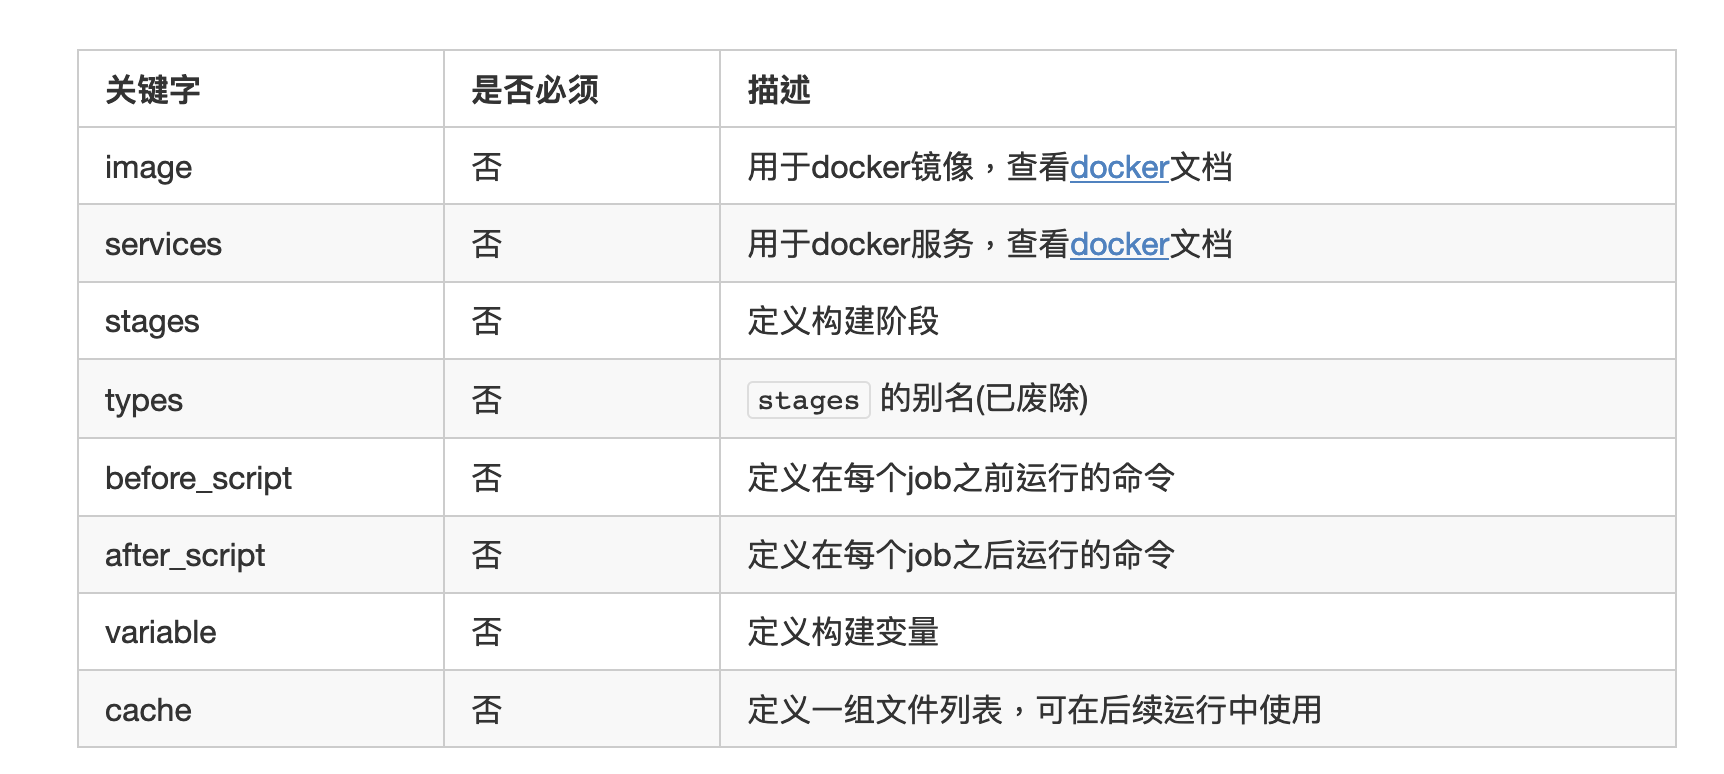 关键字 是否必须 描述
image 否 用于docker镜像，查看docker文档
services 否 用于docker服务，查看docker文档
stages 否 定义构建阶段
types 否 stages 的别名(已废除)
before_script 否 定义在每个job之前运行的命令
after_script 否 定义在每个job之后运行的命令
variable 否 定义构建变量
cache 否 定义一组文件列表，可在后续运行中使用